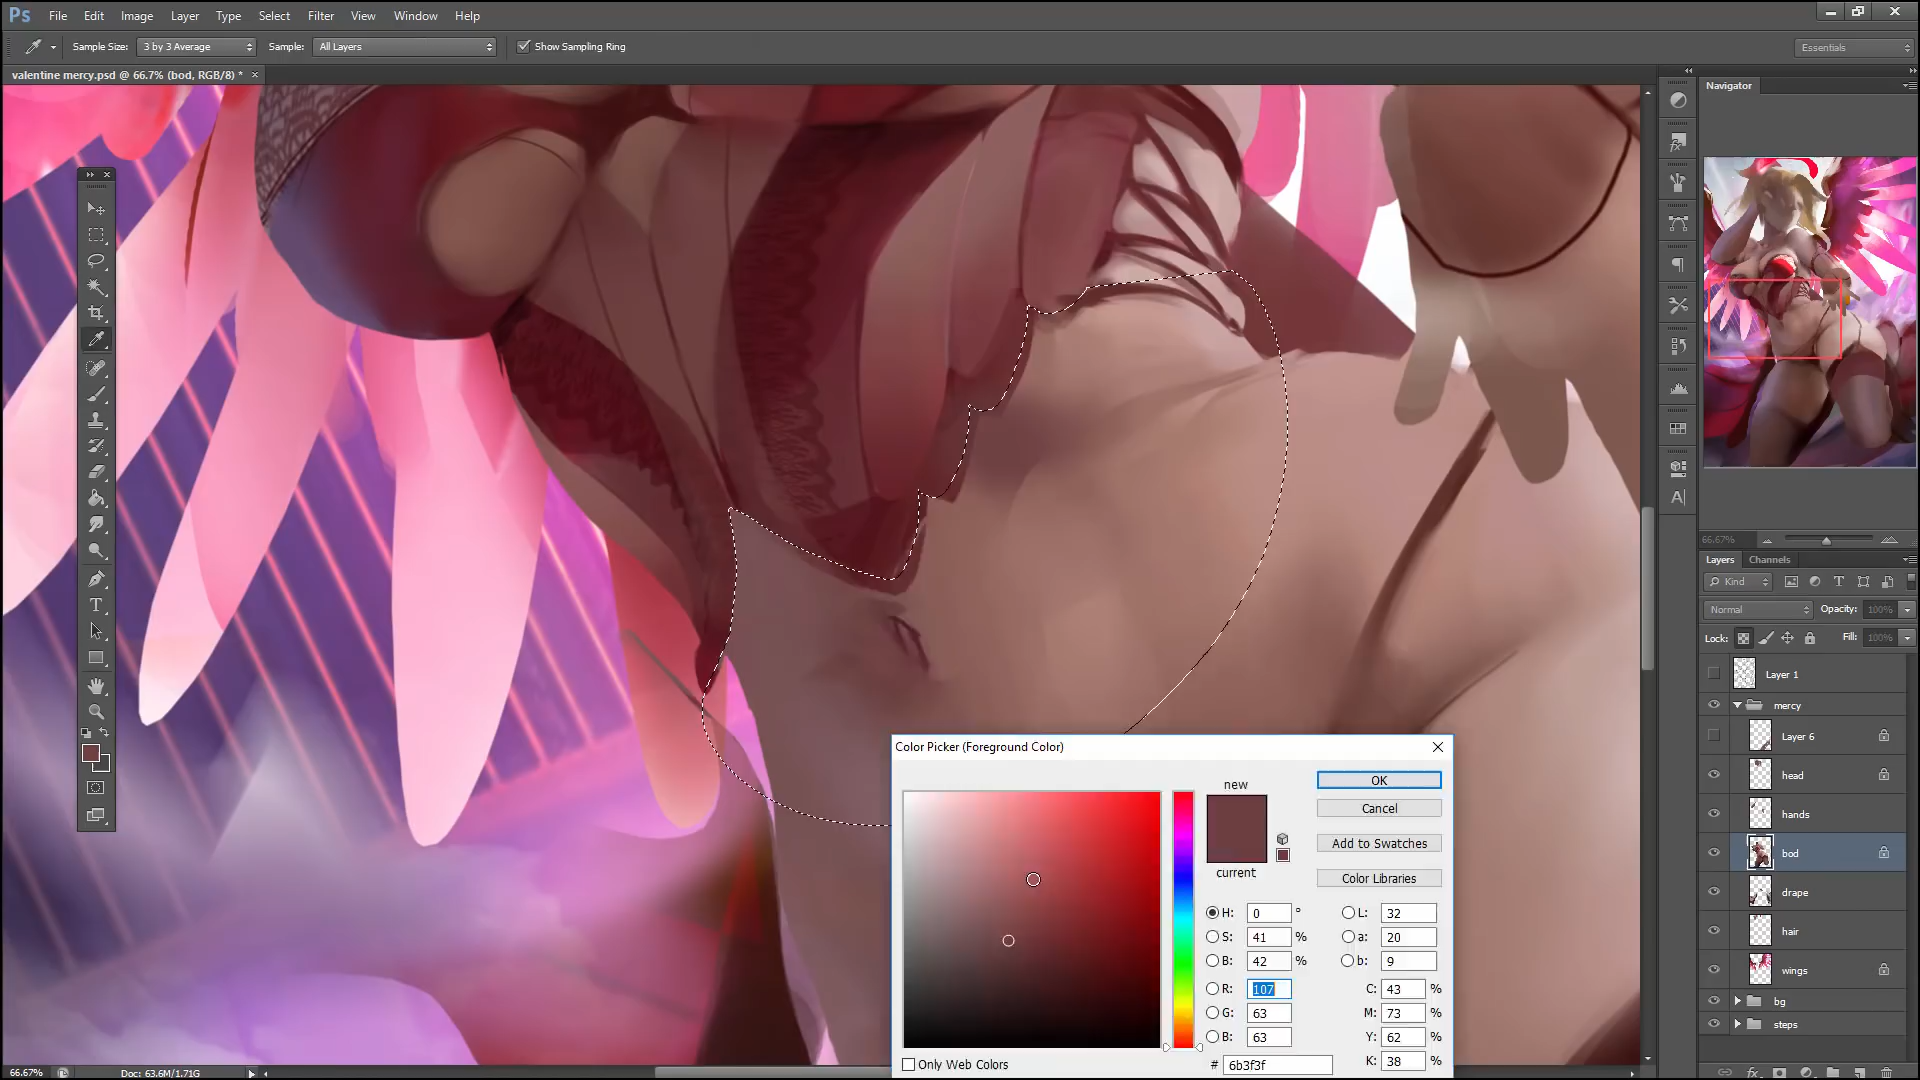 Ps File Edit Image Layer Type Select Filter View Window Help
Sample Size: 3 by 3 Average Sample: All Layers Show Sampling Ring Essentials
valentine mercy.psd @ 66.7% (bod, RGB/8) * ×
Navigator
66.67%
Layers Channels
Kind
Normal Opacity: 100%
Lock: Fill: 100%
Layer 1
mercy
Layer 6
head
hands
bod
drape
hair
wings
bg
steps
Color Picker (Foreground Color)
new
current
OK
Cancel
Add to Swatches
Color Libraries
H: 0 ° L: 32
S: 41 % a: 20
B: 42 % b: 9
R: 107 C: 43 %
G: 63 M: 73 %
B: 63 Y: 62 %
# 6b3f3f K: 38 %
Only Web Colors
66.67% Doc: 63.6M/1.71G